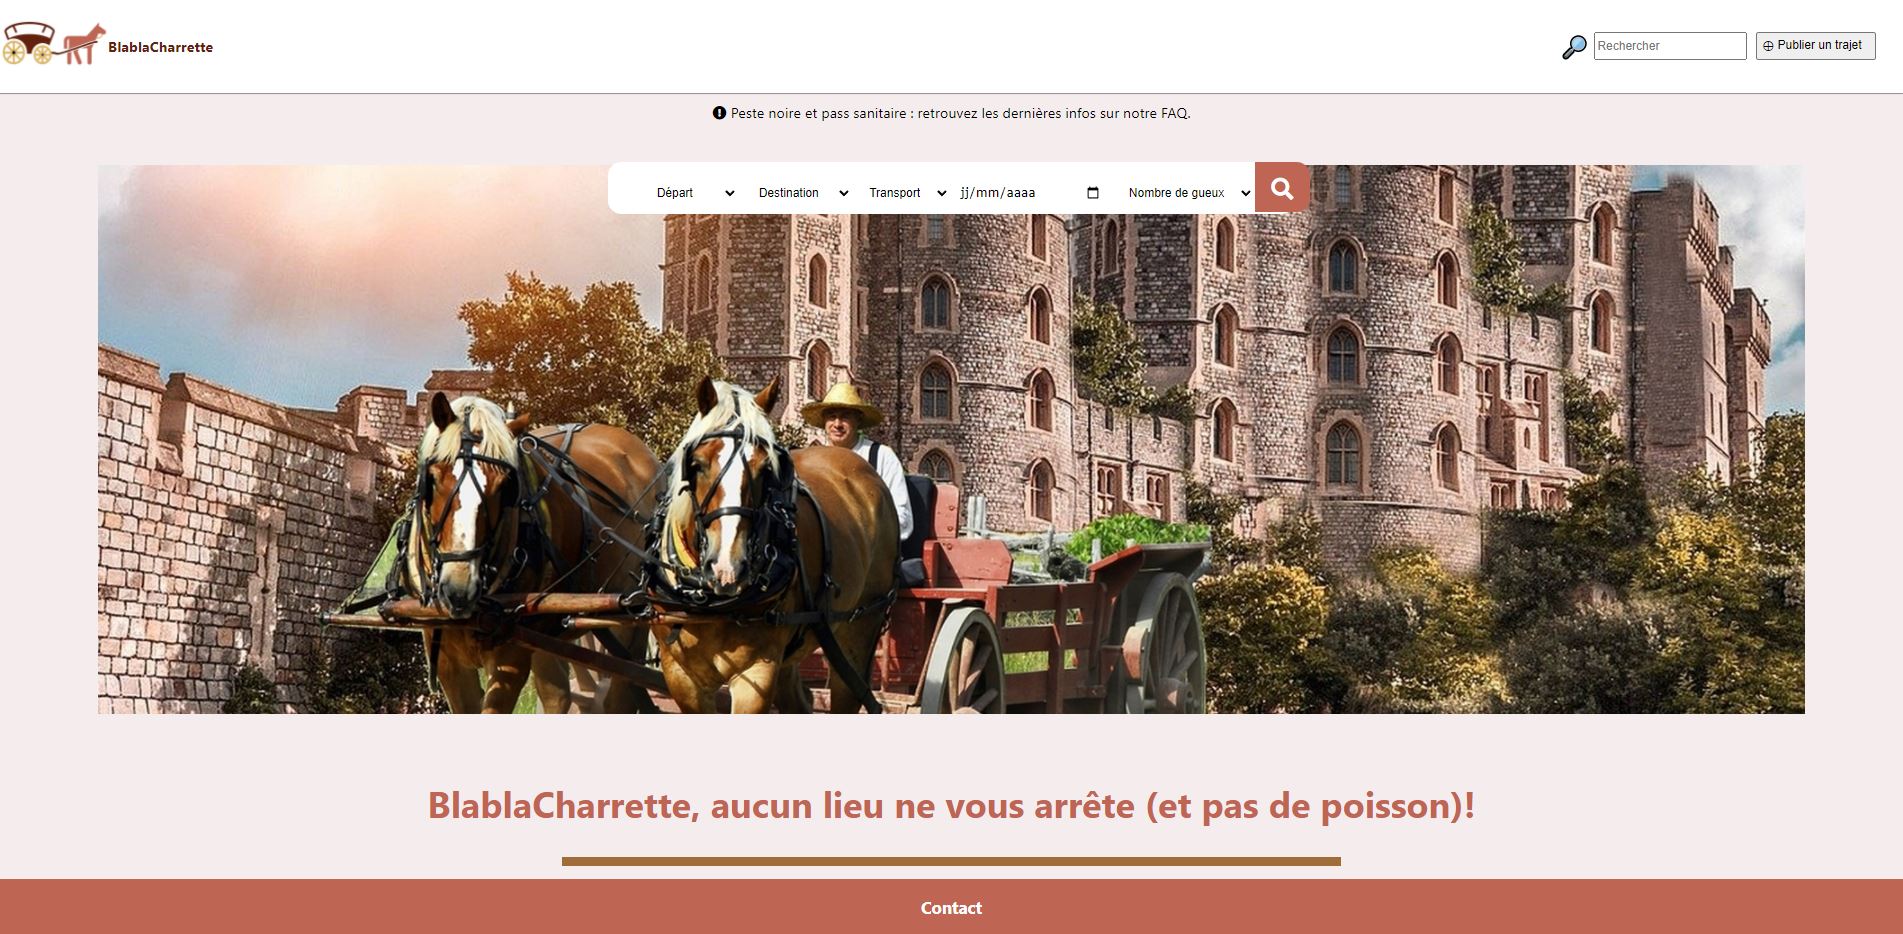 BlablaCharrette
Rechercher
Publier un trajet
Peste noire et pass sanitaire : retrouvez les dernières infos sur notre FAQ.
Départ
Destination
Transport
jj/mm/aaaa
Nombre de gueux
BlablaCharrette, aucun lieu ne vous arrête (et pas de poisson)!
Contact